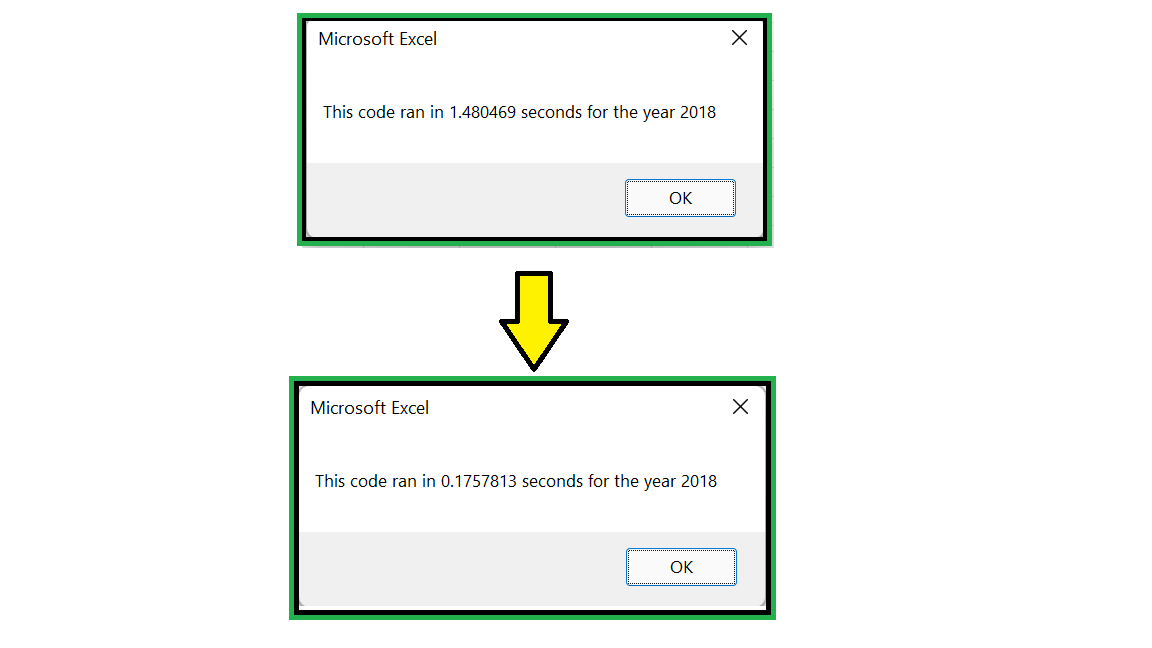 Microsoft Excel
This code ran in 1.480469 seconds for the year 2018
OK
Microsoft Excel
This code ran in 0.1757813 seconds for the year 2018
OK